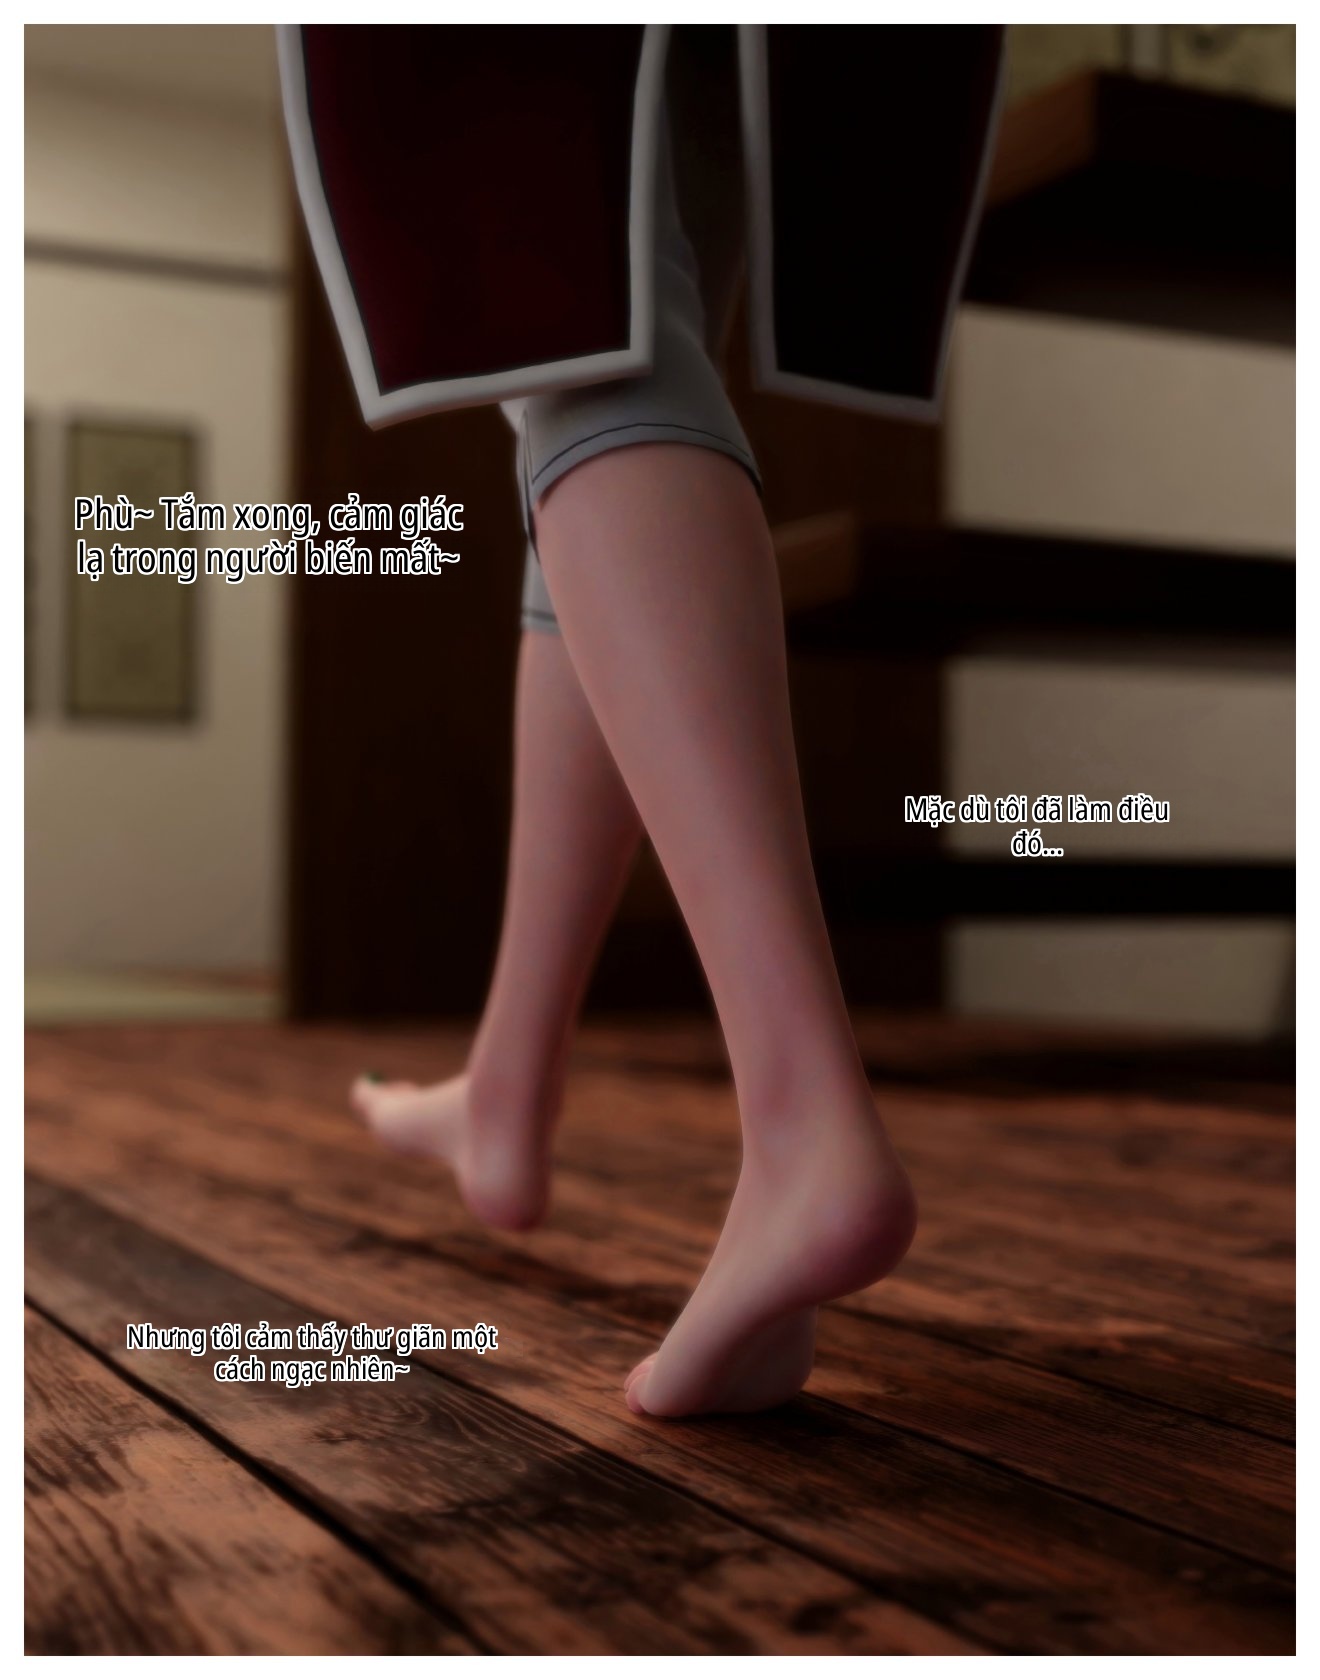 Phù~ Tắm xong, cảm giác
lạ trong người biến mất~
Mặc dù tôi đã làm điều
đó...
Nhưng tôi cảm thấy thư giãn một
cách ngạc nhiên~